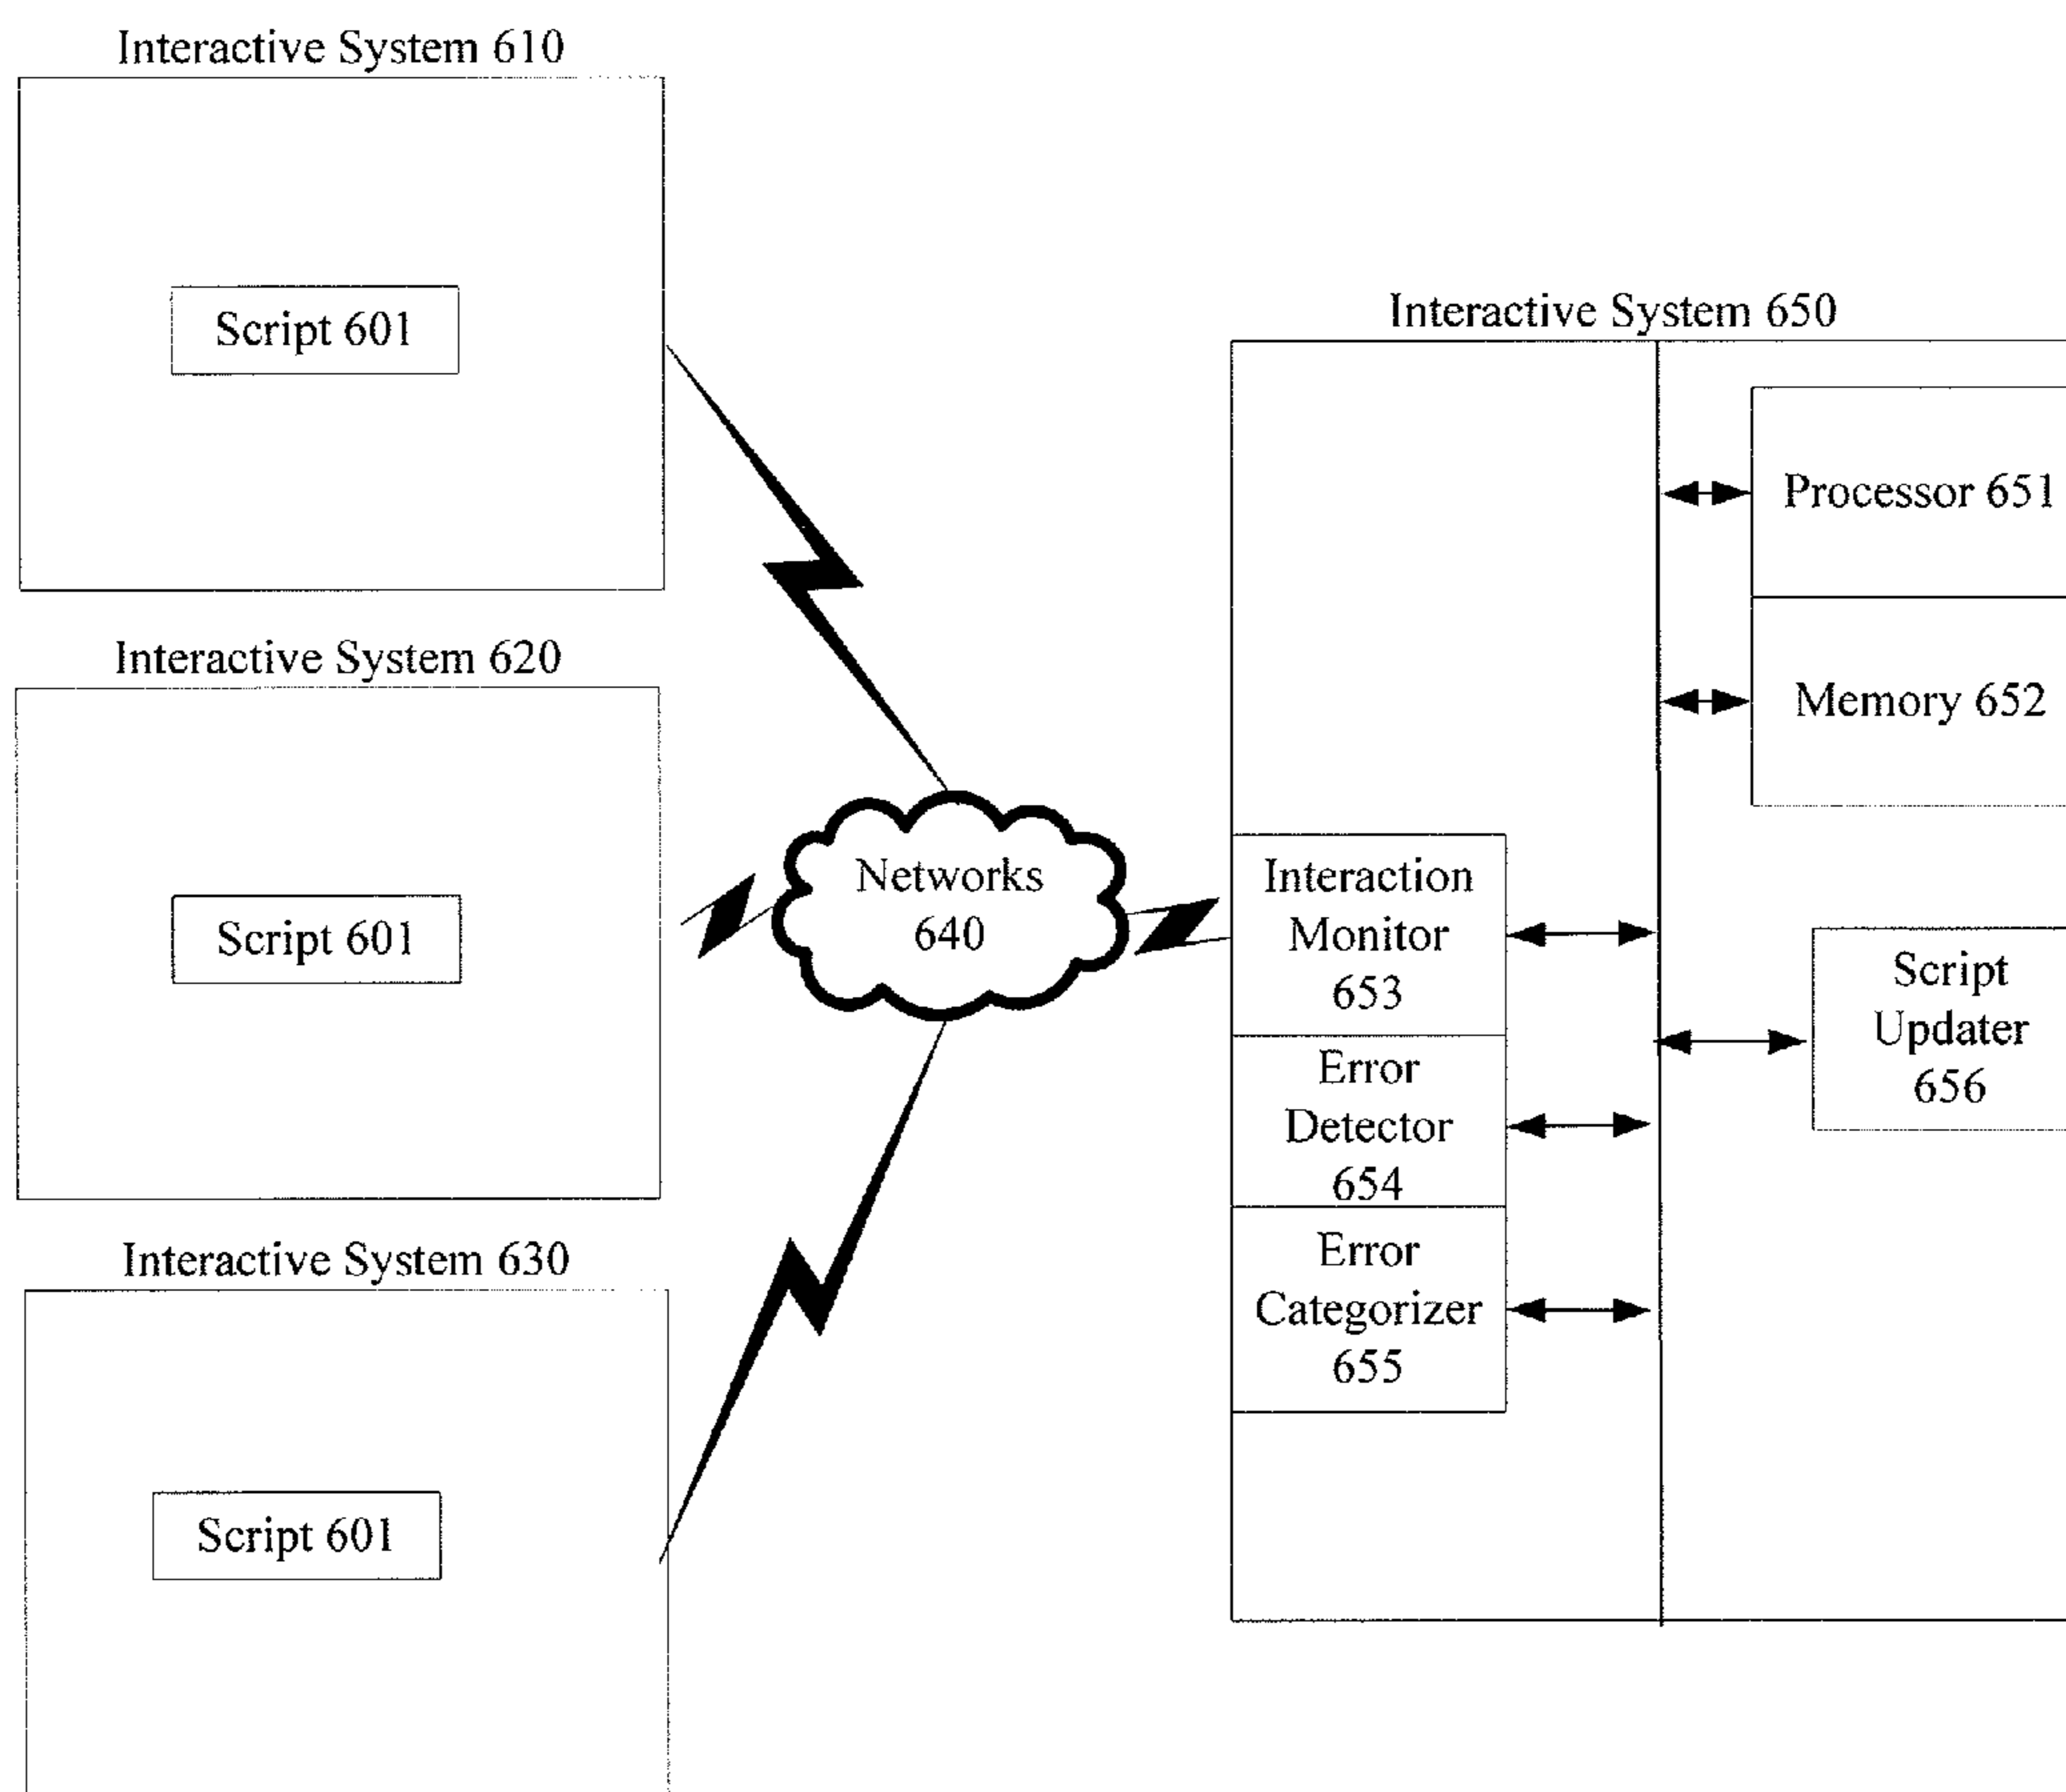 Interactive System 610
Script 601
Interactive System 620
Script 601
Interactive System 630
Script 601
Networks
640
Interactive System 650
Processor 651
Memory 652
Interaction
Monitor
653
Error
Detector
654
Error
Categorizer
655
Script
Updater
656